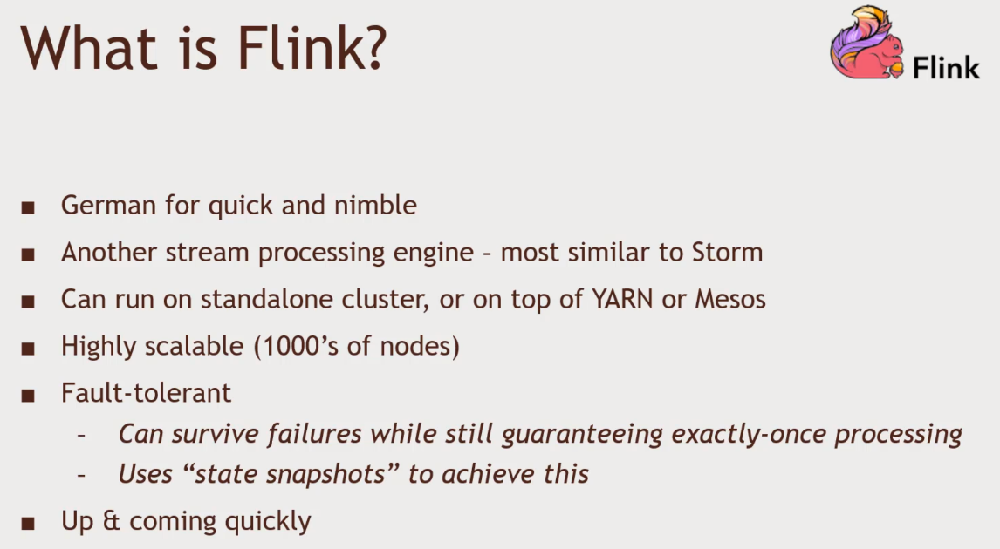 What is Flink?
Flink
■ German for quick and nimble
■ Another stream processing engine – most similar to Storm
■ Can run on standalone cluster, or on top of YARN or Mesos
■ Highly scalable (1000’s of nodes)
■ Fault-tolerant
– Can survive failures while still guaranteeing exactly-once processing
– Uses “state snapshots” to achieve this
■ Up & coming quickly